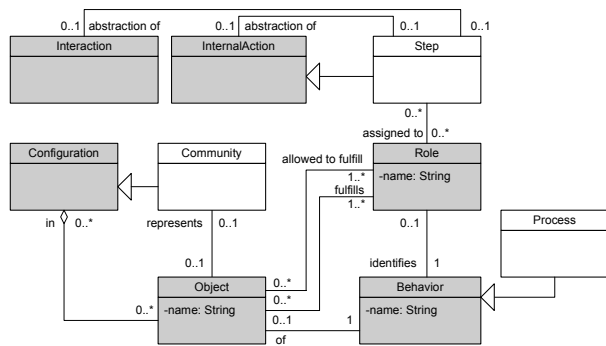 0..1 abstraction of 0..1 abstraction of 0..1 0..1
Interaction InternalAction Step
0..*
assigned to 0..*
Configuration Community allowed to fulfill Role
1..* -name: String
fulfills
1..*
in 0..* represents 0..1 0..1 Process
0..1 identifies 1
Object 0..* Behavior
0..* -name: String 0..* -name: String
0..1 1
of